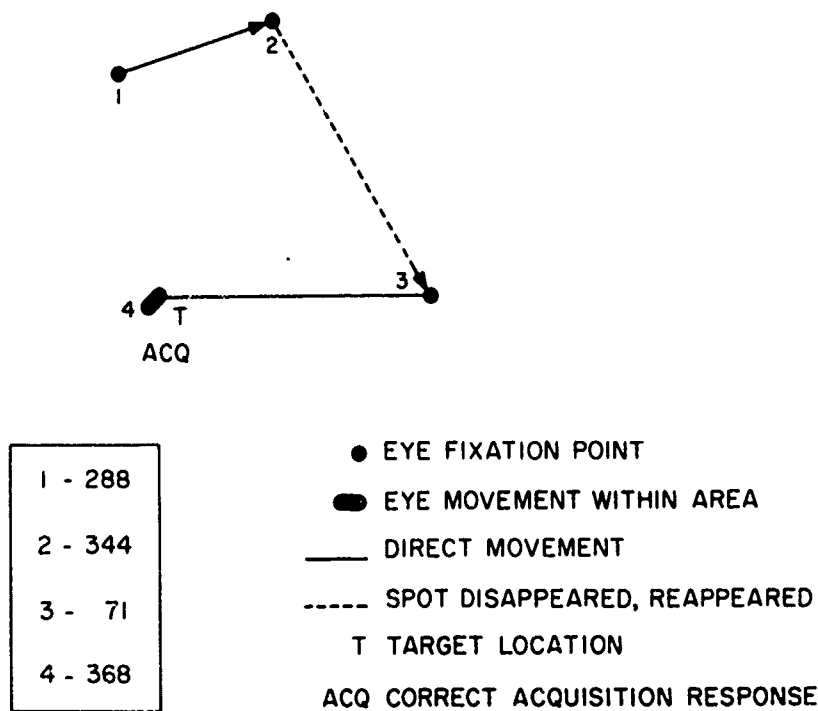 2
1
3
4
T
ACQ
1 - 288
2 - 344
3 - 71
4 - 368
EYE FIXATION POINT
EYE MOVEMENT WITHIN AREA
DIRECT MOVEMENT
SPOT DISAPPEARED, REAPPEARED
T TARGET LOCATION
ACQ CORRECT ACQUISITION RESPONSE